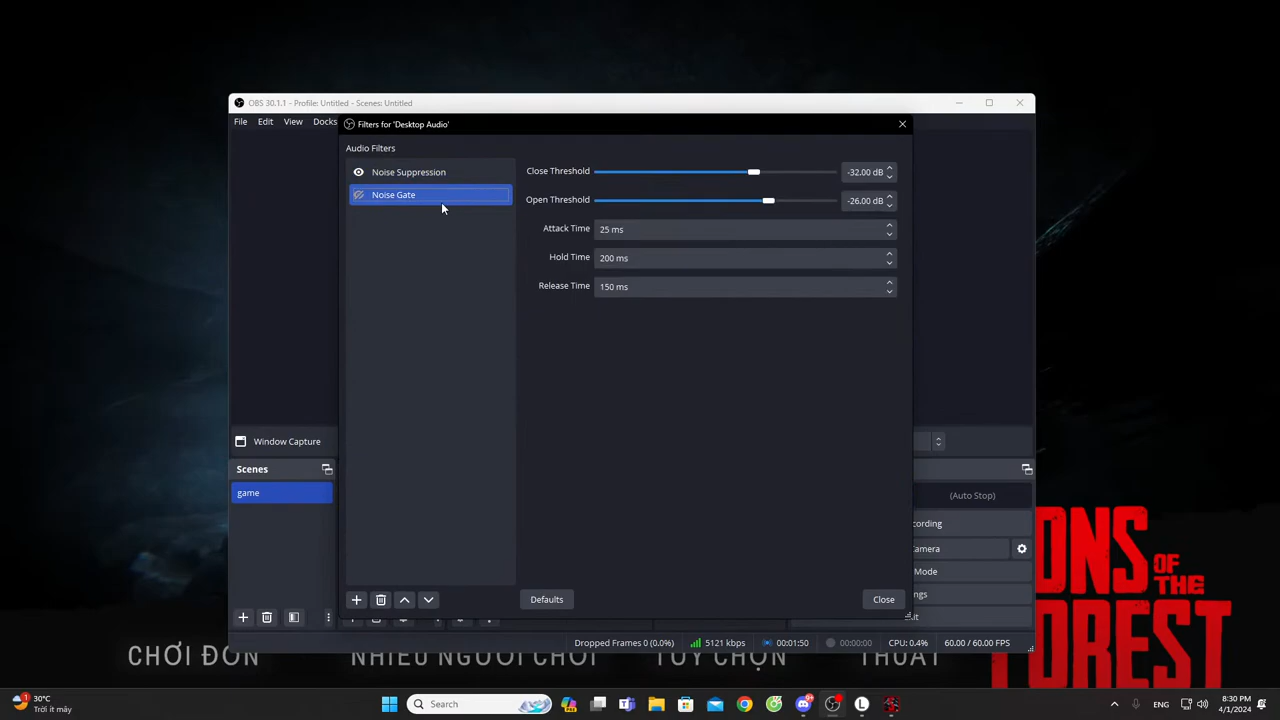 OBS 30.1.1 - Profile: Untitled - Scenes: Untitled
File Edit View Docks
Filters for 'Desktop Audio'
Audio Filters
Noise Suppression
Noise Gate
Close Threshold -32.00 dB
Open Threshold -26.00 dB
Attack Time 25 ms
Hold Time 200 ms
Release Time 150 ms
Window Capture
Scenes
game
(Auto Stop)
Defaults
Close
Dropped Frames 0 (0.0%) 5121 kbps 00:01:50 00:00:00 CPU: 0.4% 60.00 / 60.00 FPS
CHƠI ĐƠN NHIỀU NGƯỜI CHƠI TÙY CHỌN THOÁT
ONS
OF
THE
FOREST
30°C
Trời ít mây
Search
ENG
8:30 PM
4/1/2024